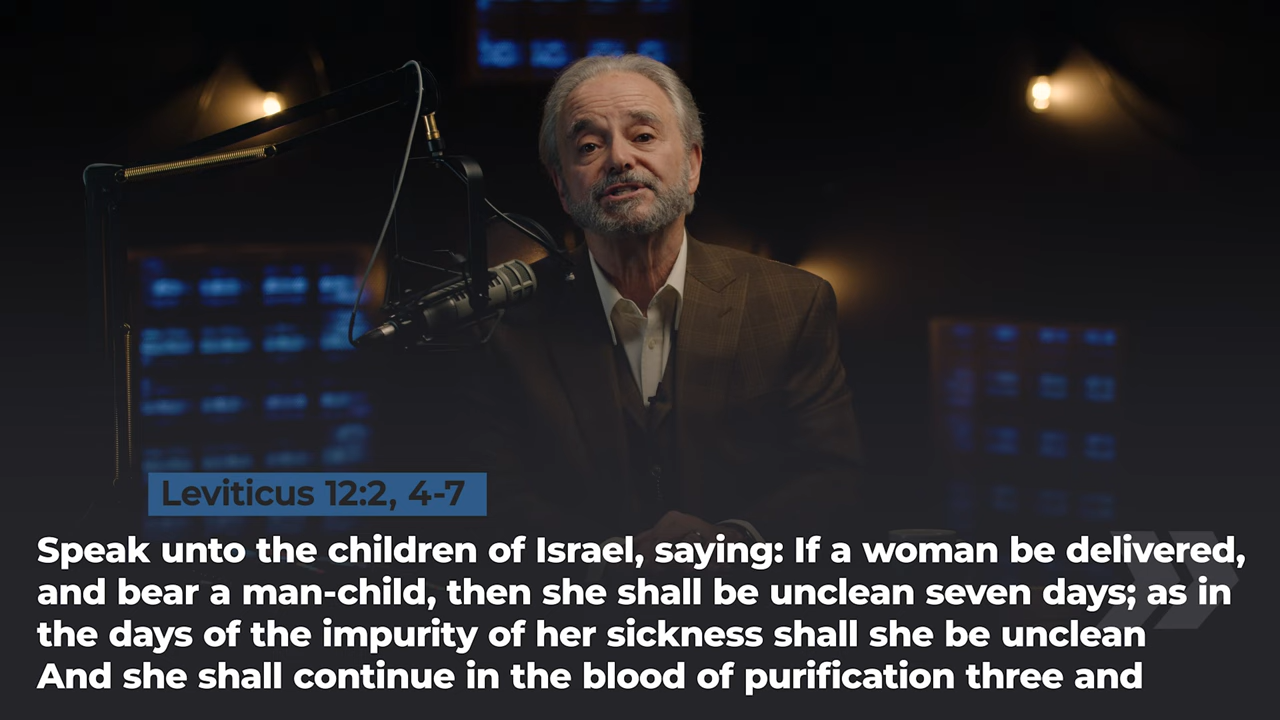 Leviticus 12:2, 4-7
Speak unto the children of Israel, saying: If a woman be delivered,
and bear a man-child, then she shall be unclean seven days; as in
the days of the impurity of her sickness shall she be unclean
And she shall continue in the blood of purification three and